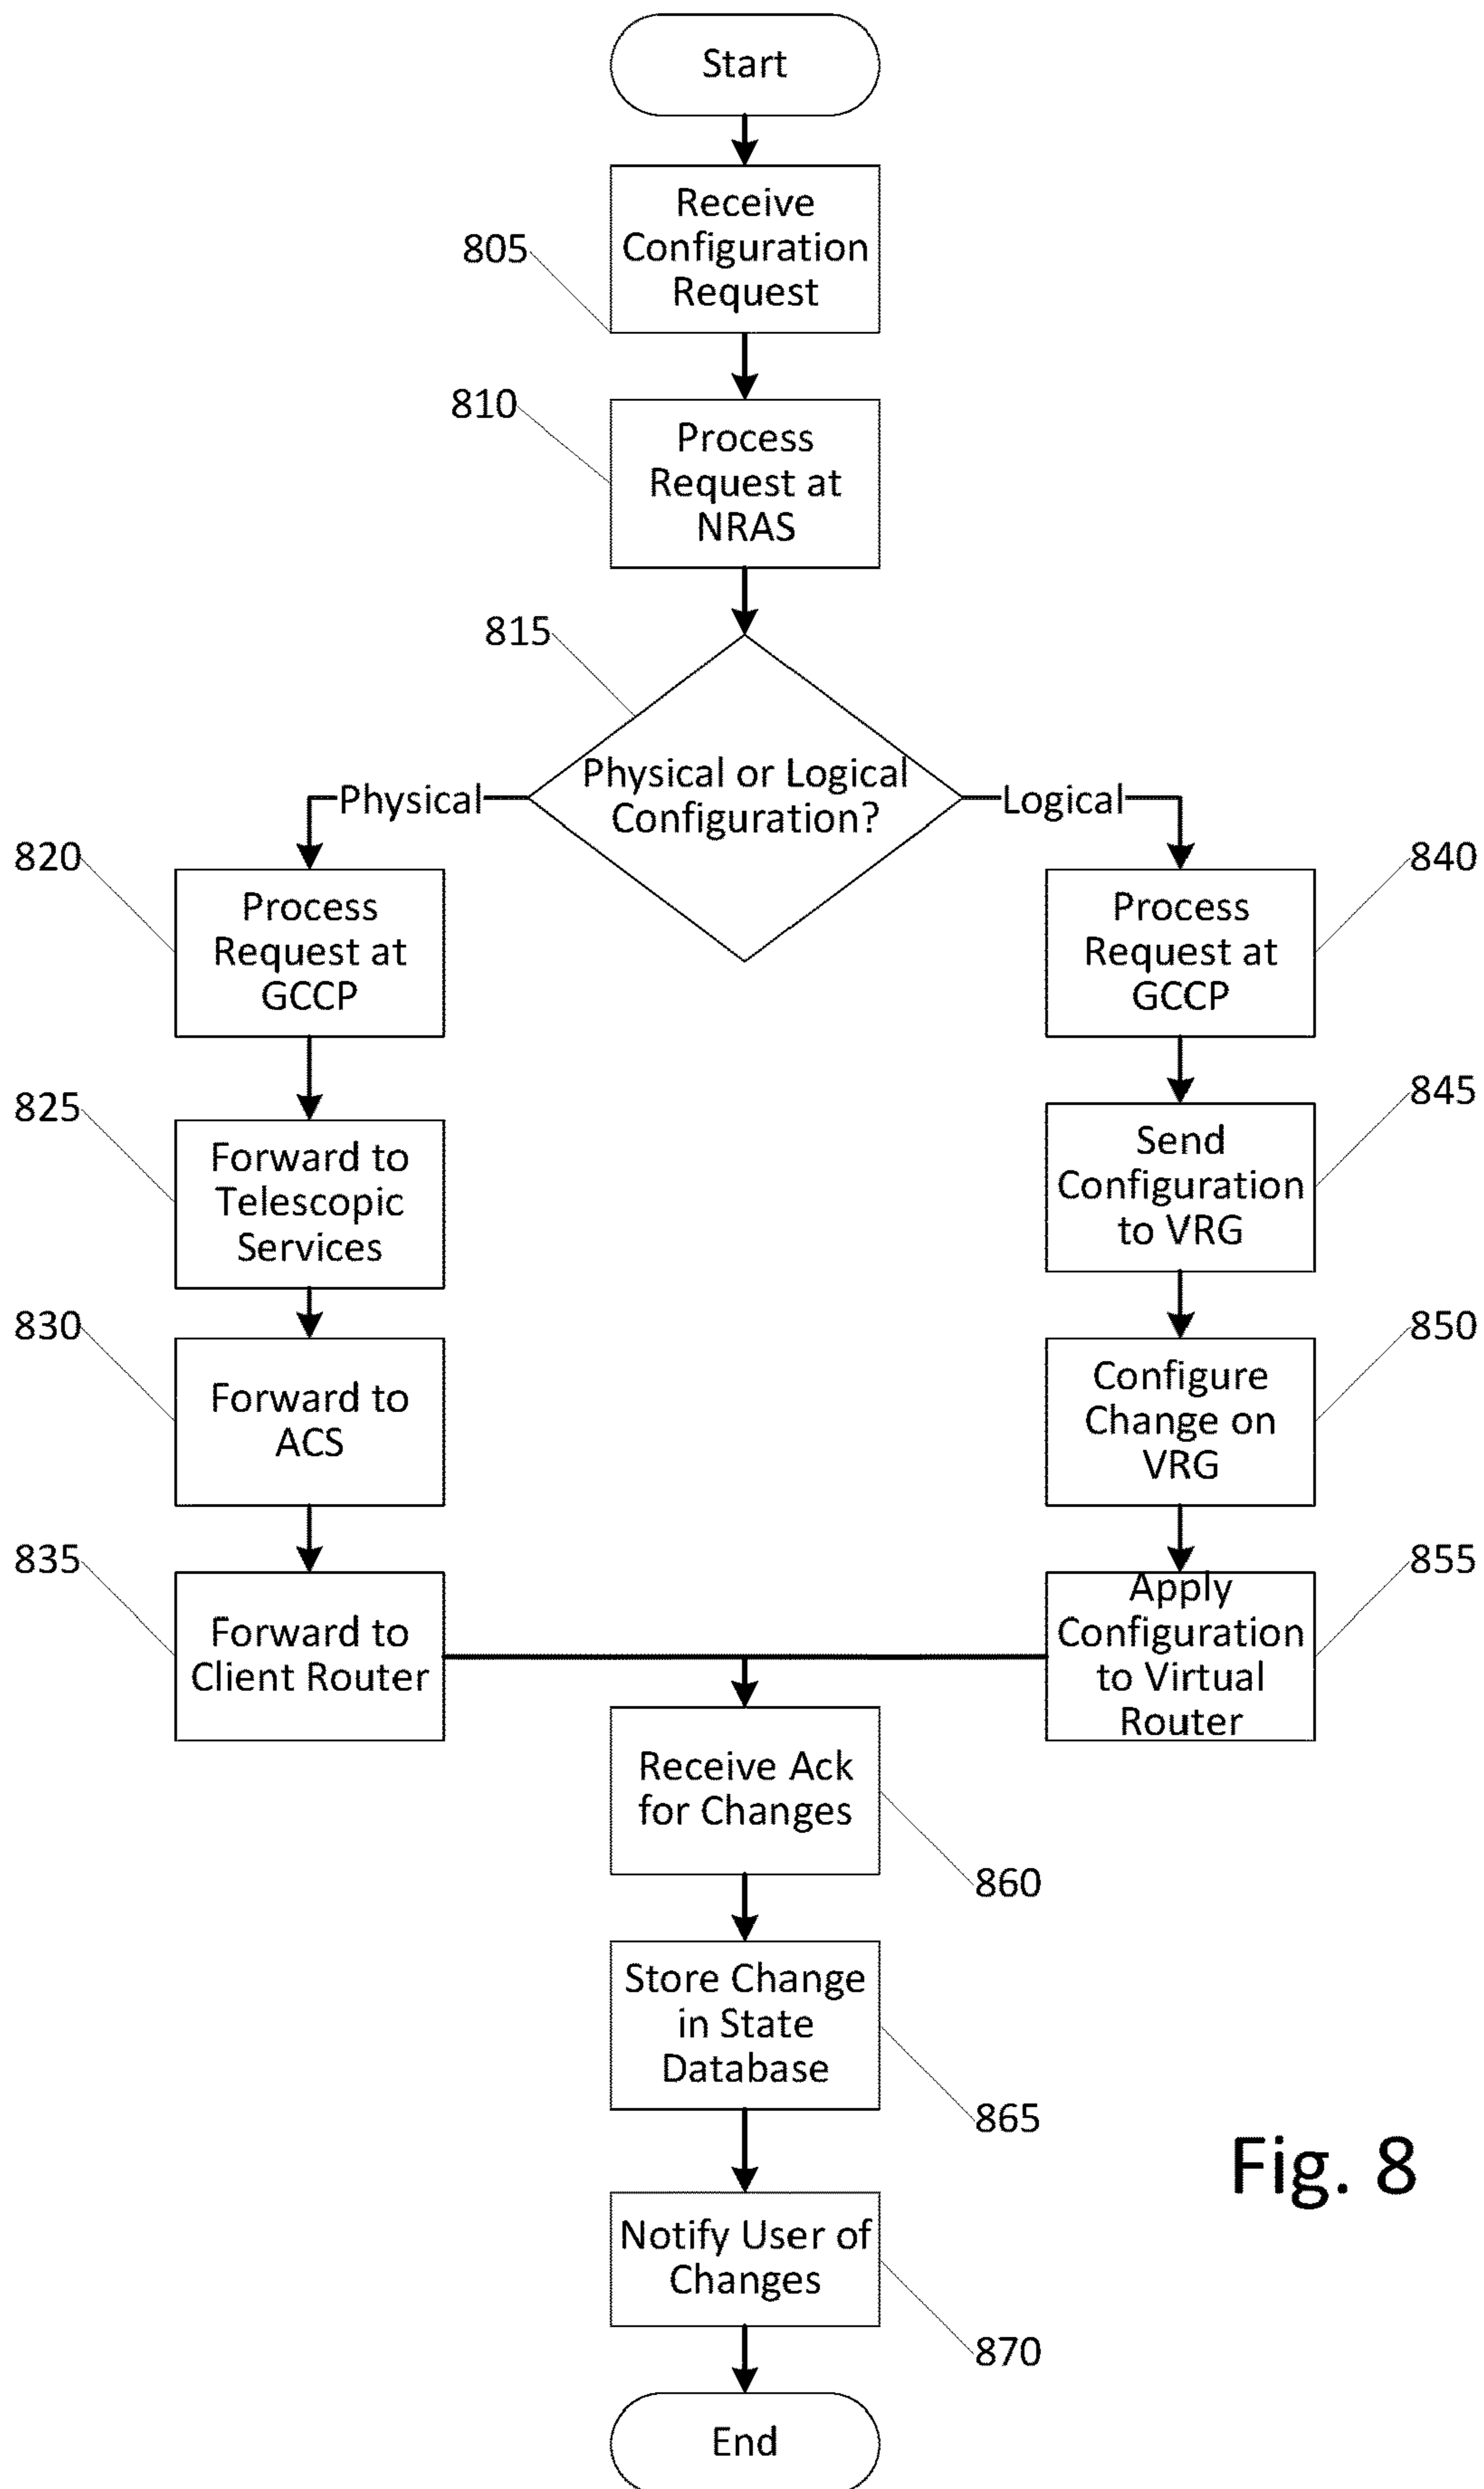 Start
805
Receive
Configuration
Request
810
Process
Request at
NRAS
815
Physical or Logical
Configuration?
Physical
Logical
820
Process
Request at
GCCP
840
Process
Request at
GCCP
825
Forward to
Telescopic
Services
845
Send
Configuration
to VRG
830
Forward to
ACS
850
Configure
Change on
VRG
835
Forward to
Client Router
855
Apply
Configuration
to Virtual
Router
Receive Ack
for Changes
860
Store Change
in State
Database
865
Notify User of
Changes
870
End
Fig. 8